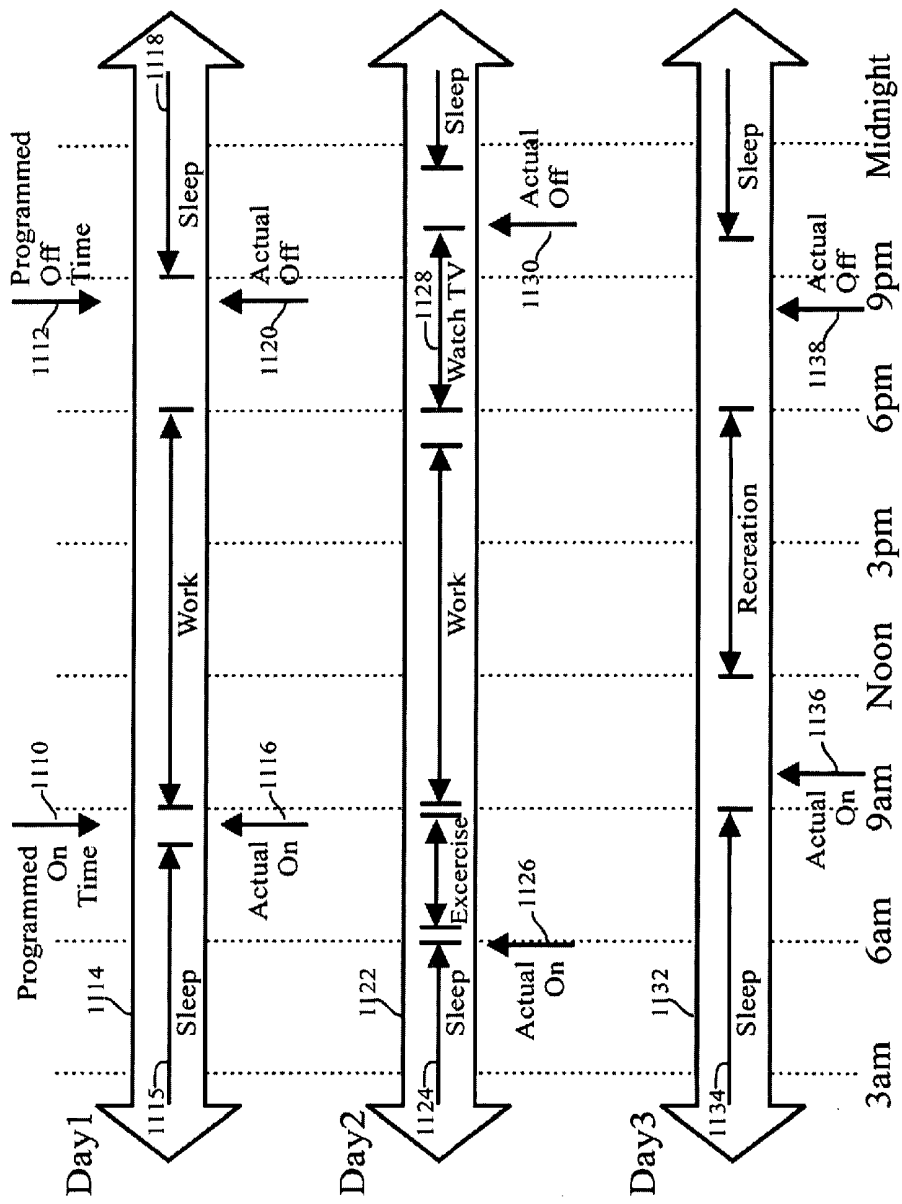 Programmed
On
Time
1110
Programmed
Off
Time
1112
Day1
1114
1115
Sleep
Work
Sleep
1118
Actual
On
1116
Actual
Off
1120
Day2
1122
1124
Sleep
Excercise
Work
Watch TV
1128
Sleep
Actual
On
1126
Actual
Off
1130
Day3
1132
1134
Sleep
Recreation
Sleep
Actual
On
1136
Actual
Off
1138
3am
6am
9am
Noon
3pm
6pm
9pm
Midnight